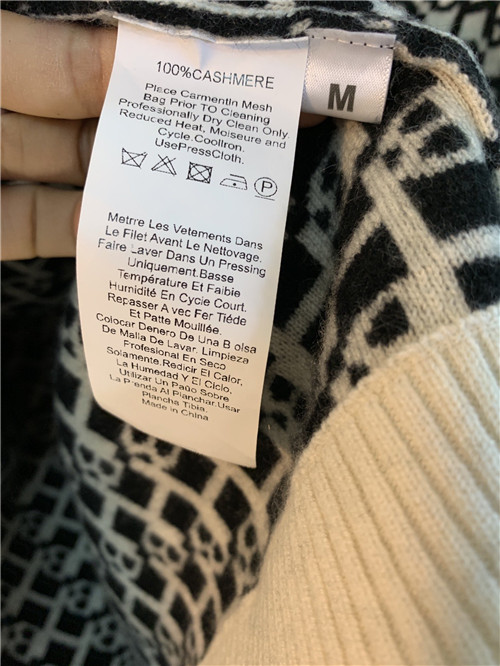 100%CASHMERE
Place Carmentln Mesh
Bag Prior TO Cleaning
Professionally Dry Clean Only.
Reduced Heat, Moiseure and
Cycle.Cooltron.
UsePressCloth.
P
Metrre Les Vetements Dans
Le Filet Avant Le Nettovage.
Faire Laver Dans Un Pressing
Uniquement.Basse
Température Et Faibie
Humidité En Cycle Court.
Repasser A vec Fer Tiéde
Et Patte Mouillée.
Colocar Denero De Una B olsa
De Malla De Lavar. Limpieza
Profesional En Seco
Solamente.Redicir El Calor,
La Humedad Y El Ciclo.
Utilizar Un Paño Sobre
La Prenda Al Planchar.Usar
Plancha Tibia.
Made in China
M